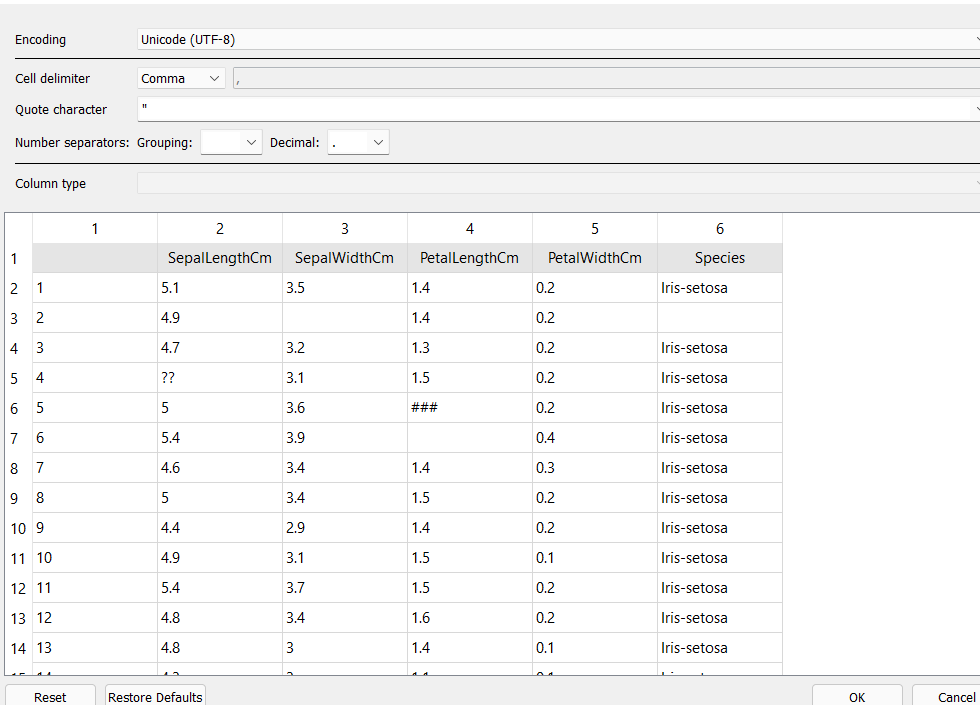 Encoding Unicode (UTF-8)
Cell delimiter Comma ,
Quote character "
Number separators: Grouping: Decimal: .
Column type
1 2 3 4 5 6
1 SepalLengthCm SepalWidthCm PetalLengthCm PetalWidthCm Species
2 1 5.1 3.5 1.4 0.2 Iris-setosa
3 2 4.9 1.4 0.2
4 3 4.7 3.2 1.3 0.2 Iris-setosa
5 4 ?? 3.1 1.5 0.2 Iris-setosa
6 5 5 3.6 ### 0.2 Iris-setosa
7 6 5.4 3.9 0.4 Iris-setosa
8 7 4.6 3.4 1.4 0.3 Iris-setosa
9 8 5 3.4 1.5 0.2 Iris-setosa
10 9 4.4 2.9 1.4 0.2 Iris-setosa
11 10 4.9 3.1 1.5 0.1 Iris-setosa
12 11 5.4 3.7 1.5 0.2 Iris-setosa
13 12 4.8 3.4 1.6 0.2 Iris-setosa
14 13 4.8 3 1.4 0.1 Iris-setosa
Reset Restore Defaults OK Cancel